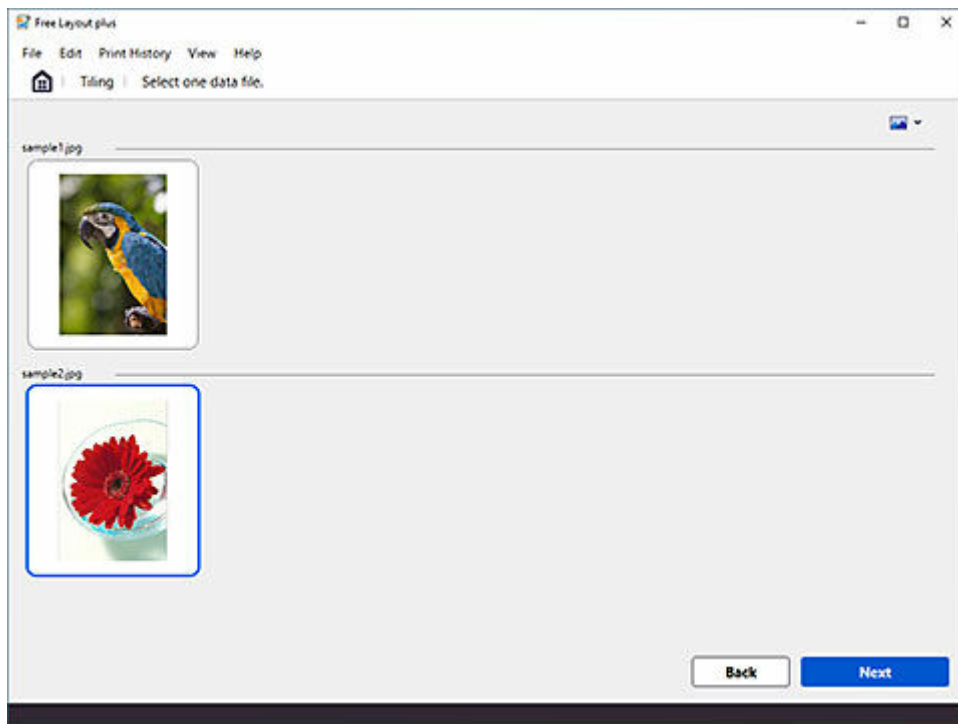 Free Layout plus
File Edit Print History View Help
Tiling Select one data file.
sample1.jpg
sample2.jpg
Back Next